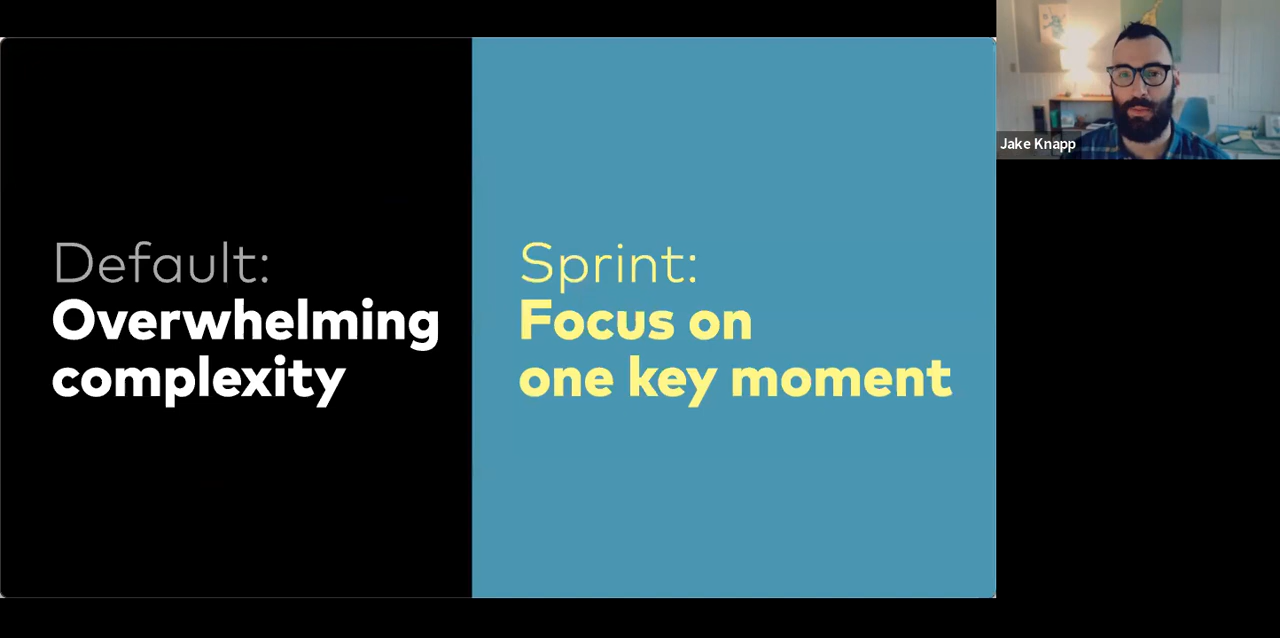 Default:
Overwhelming
complexity
Sprint:
Focus on
one key moment
Jake Knapp